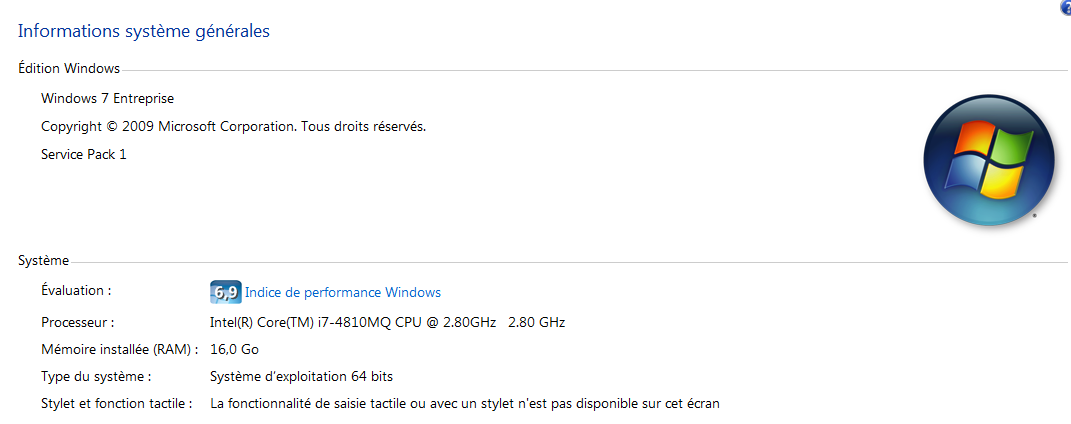 Informations système générales
Édition Windows
Windows 7 Entreprise
Copyright © 2009 Microsoft Corporation. Tous droits réservés.
Service Pack 1
Système
Évaluation : 6,9 Indice de performance Windows
Processeur : Intel(R) Core(TM) i7-4810MQ CPU @ 2.80GHz 2.80 GHz
Mémoire installée (RAM) : 16,0 Go
Type du système : Système d'exploitation 64 bits
Stylet et fonction tactile : La fonctionnalité de saisie tactile ou avec un stylet n'est pas disponible sur cet écran